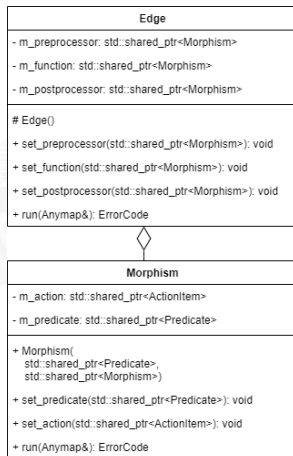 Edge
- m_preprocessor: std::shared_ptr<Morphism>
- m_function: std::shared_ptr<Morphism>
- m_postprocessor: std::shared_ptr<Morphism>
# Edge()
+ set_preprocessor(std::shared_ptr<Morphism>): void
+ set_function(std::shared_ptr<Morphism>): void
+ set_postprocessor(std::shared_ptr<Morphism>): void
+ run(Anymap&): ErrorCode
Morphism
- m_action: std::shared_ptr<ActionItem>
- m_predicate: std::shared_ptr<Predicate>
+ Morphism(
std::shared_ptr<Predicate>,
std::shared_ptr<Morphism>)
+ set_predicate(std::shared_ptr<Predicate>): void
+ set_action(std::shared_ptr<ActionItem>): void
+ run(Anymap&): ErrorCode